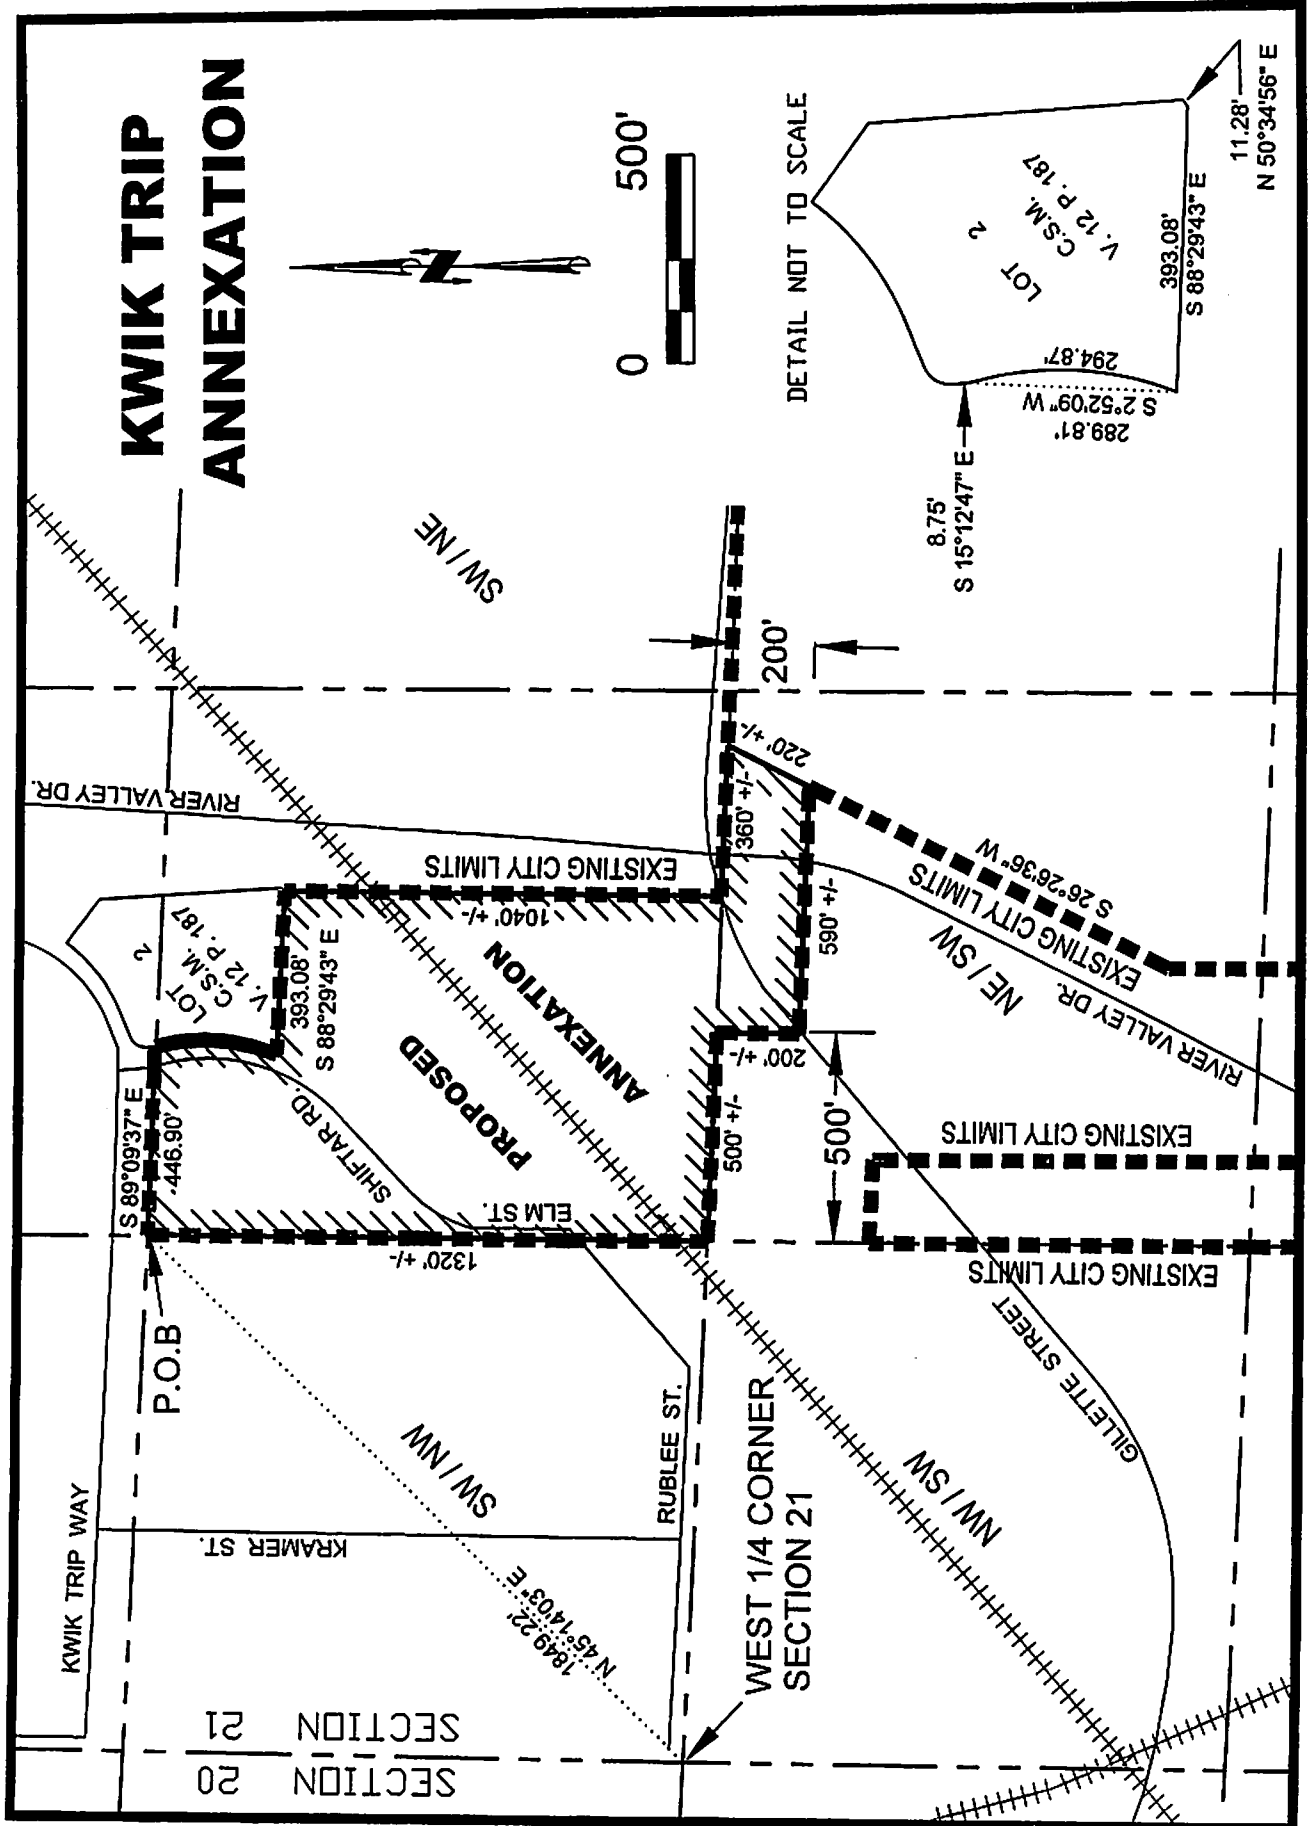 KWIK TRIP
ANNEXATION
0
500'
DETAIL NOT TO SCALE
LOT
2
C.S.M.
V. 12 P. 187
393.08'
S 88°29'43" E
11.28'
N 50°34'56" E
294.87'
S 2°52'09" W
289.81'
8.75'
S 15°12'47" E
SW / NE
200'
RIVER VALLEY DR.
EXISTING CITY LIMITS
1040' +/-
360' +/-
220' +/-
590' +/-
S 26°26'36" W
EXISTING CITY LIMITS
NE / SW
RIVER VALLEY DR.
LOT
2
C.S.M.
V. 12 P. 187
393.08'
S 88°29'43" E
PROPOSED
ANNEXATION
200' +/-
500' +/-
500'
S 89°09'37" E
446.90'
SHIFTAR RD.
ELM ST.
1320' +/-
EXISTING CITY LIMITS
EXISTING CITY LIMITS
P.O.B
GILLETTE STREET
KWIK TRIP WAY
SW / NW
RUBLEE ST.
KRAMER ST.
1849.22'
N 45°14'03" E
WEST 1/4 CORNER
SECTION 21
NW / SW
SECTION 21
SECTION 20